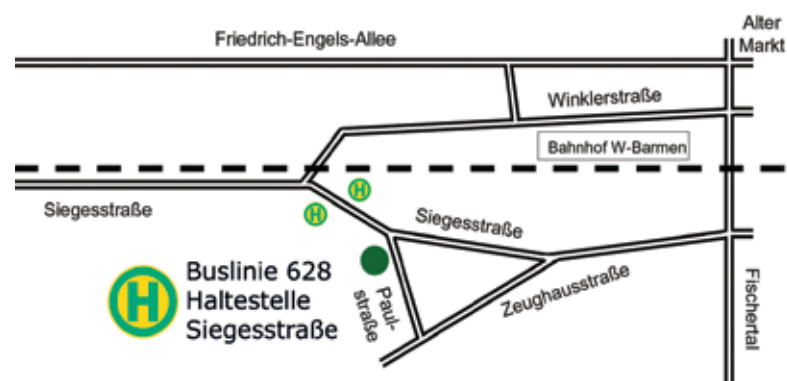 Alter
Markt
Friedrich-Engels-Allee
Winklerstraße
Bahnhof W-Barmen
H
H
Siegesstraße
Siegesstraße
H
Buslinie 628
Haltestelle
Siegesstraße
Paul-
straße
Zeughausstraße
Fischertal